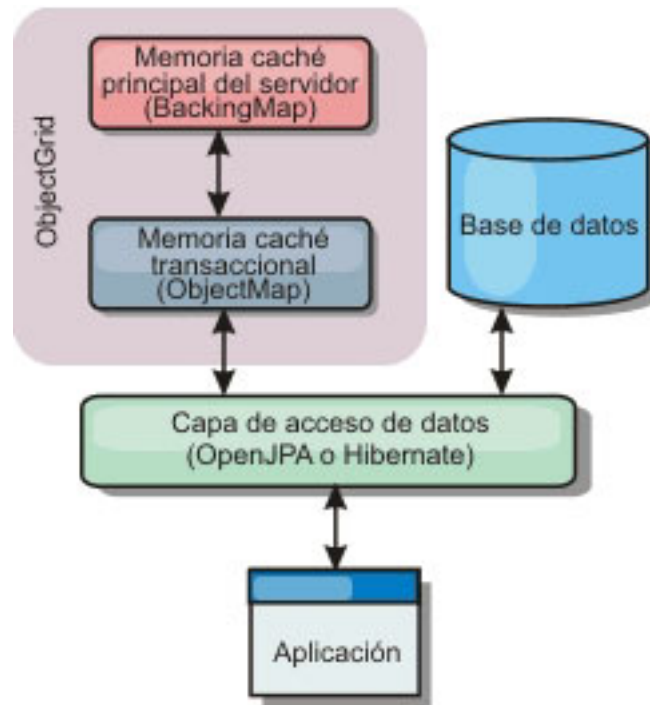 Memoria caché
principal del servidor
(BackingMap)
ObjectGrid
Memoria caché
transaccional
(ObjectMap)
Base de datos
Capa de acceso de datos
(OpenJPA o Hibernate)
Aplicación